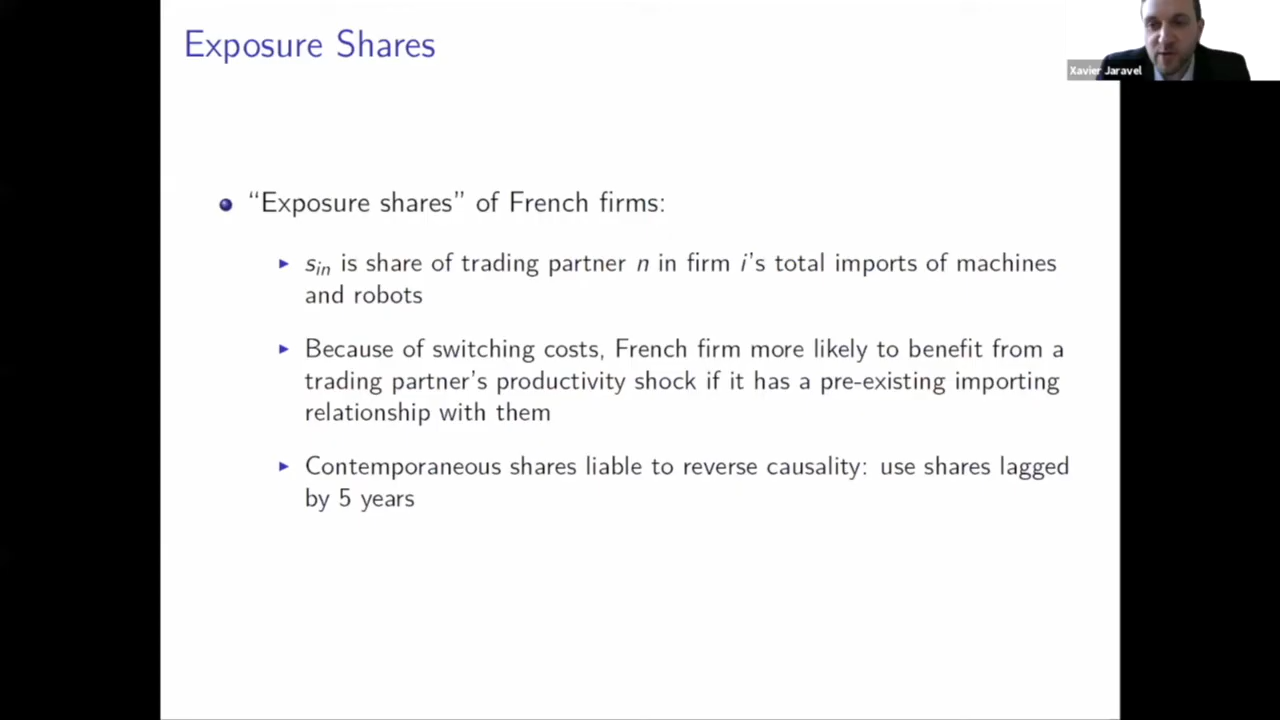 Exposure Shares
Xavier Jaravel
“Exposure shares” of French firms:
s_in is share of trading partner n in firm i's total imports of machines
and robots
Because of switching costs, French firm more likely to benefit from a
trading partner's productivity shock if it has a pre-existing importing
relationship with them
Contemporaneous shares liable to reverse causality: use shares lagged
by 5 years